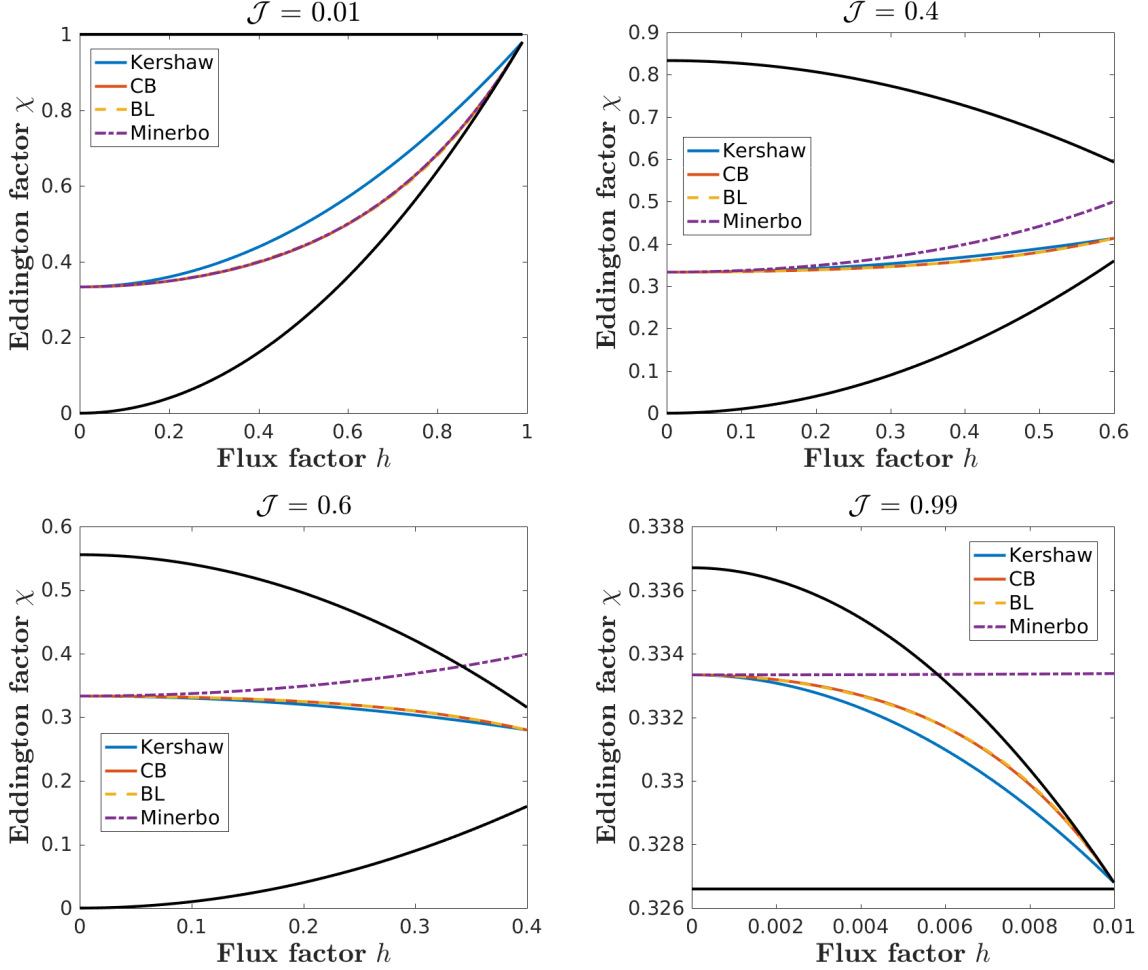 𝒥 = 0.01
Eddington factor χ
1
0.8
0.6
0.4
0.2
0
Kershaw
CB
BL
Minerbo
0
0.2
0.4
0.6
0.8
1
Flux factor h
𝒥 = 0.4
Eddington factor χ
0.9
0.8
0.7
0.6
0.5
0.4
0.3
0.2
0.1
0
Kershaw
CB
BL
Minerbo
0
0.1
0.2
0.3
0.4
0.5
0.6
Flux factor h
𝒥 = 0.6
Eddington factor χ
0.6
0.5
0.4
0.3
0.2
0.1
0
Kershaw
CB
BL
Minerbo
0
0.1
0.2
0.3
0.4
Flux factor h
𝒥 = 0.99
Eddington factor χ
0.338
0.336
0.334
0.332
0.33
0.328
0.326
Kershaw
CB
BL
Minerbo
0
0.002
0.004
0.006
0.008
0.01
Flux factor h